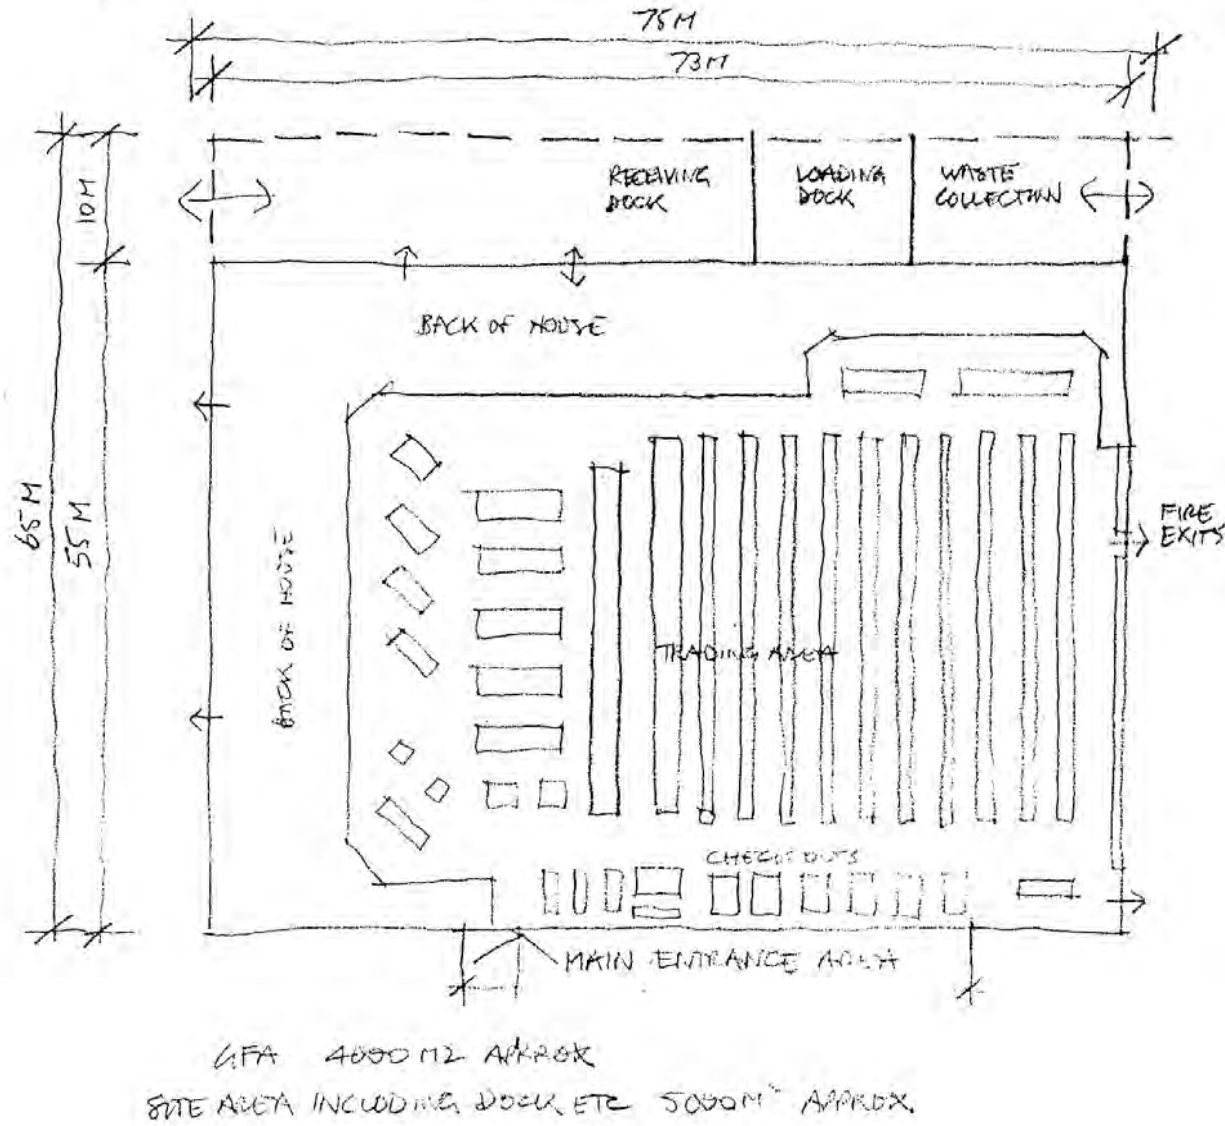 75M
73M
10M
RECEIVING
DOCK
LOADING
DOCK
WASTE
COLLECTION
BACK OF HOUSE
65M
55M
BACK OF HOUSE
FIRE
EXITS
TRADING AREA
CHECKOUTS
MAIN ENTRANCE AREA
GFA 4000 M2 APPROX
SITE AREA INCLUDING DOCK ETC 5000M² APPROX.